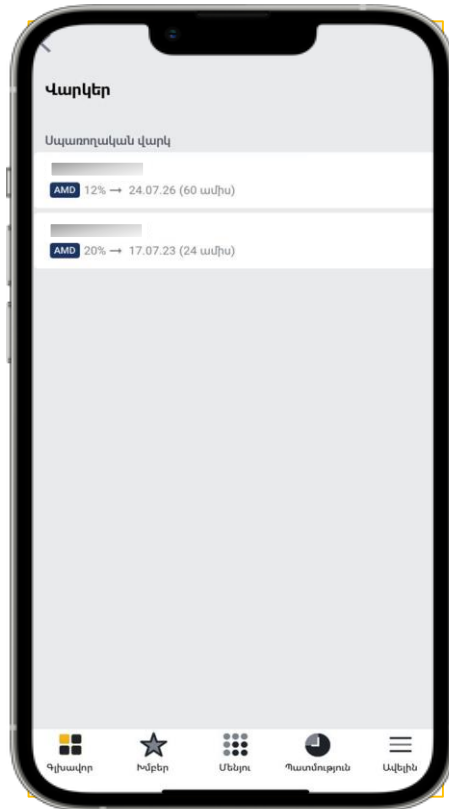 Վարկեր
Սպառողական վարկ
AMD 12% → 24.07.26 (60 ամիս)
AMD 20% → 17.07.23 (24 ամիս)
Գլխավոր Խմբեր Մենյու Պատմություն Ավելին